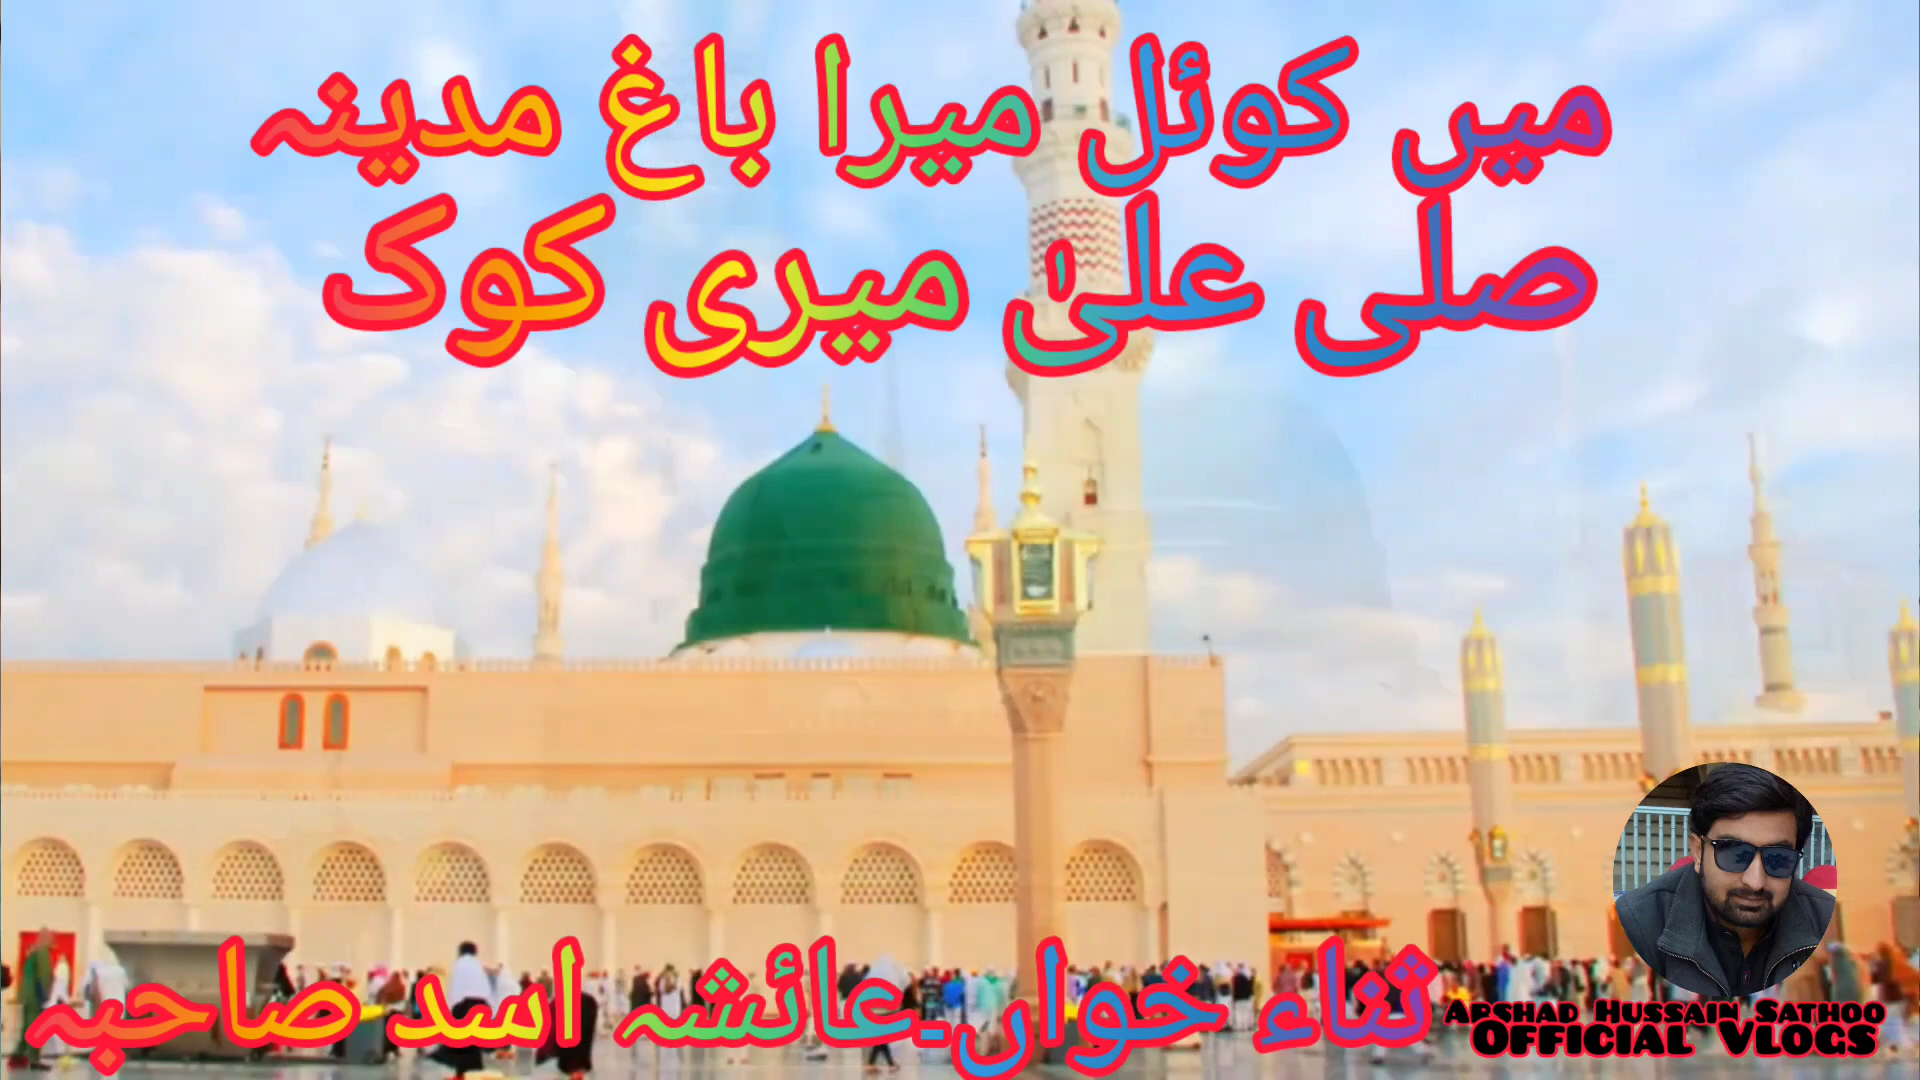 میں کوئل میرا باغ مدینہ
صلی علیٰ میری کوک
ثناء خواں۔عائشہ اسد صاحبہ
Arshad Hussain Sathoo
Official Vlogs